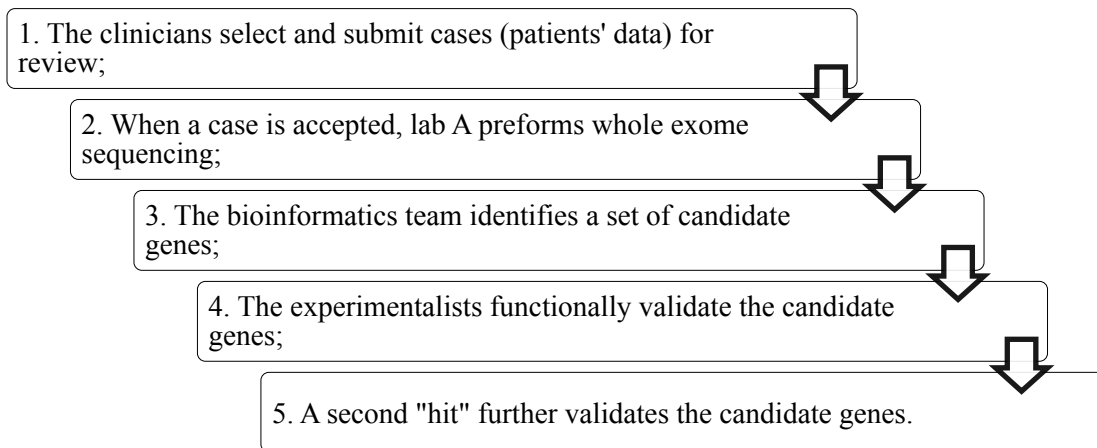 1. The clinicians select and submit cases (patients' data) for
review;
2. When a case is accepted, lab A preforms whole exome
sequencing;
3. The bioinformatics team identifies a set of candidate
genes;
4. The experimentalists functionally validate the candidate
genes;
5. A second "hit" further validates the candidate genes.